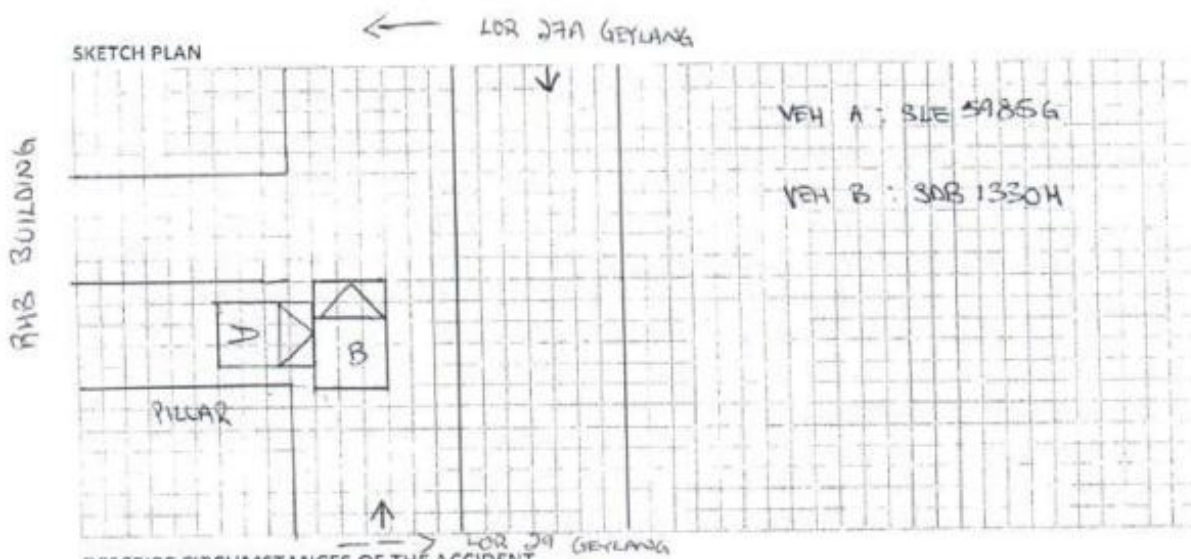 ← LOR 27A GEYLANG
SKETCH PLAN
VEH A : SLE 5985G
VEH B : SDB 1330H
RHB BUILDING
A
B
PILLAR
--> LOR 29 GEYLANG
DESCRIBE CIRCUMSTANCES OF THE ACCIDENT